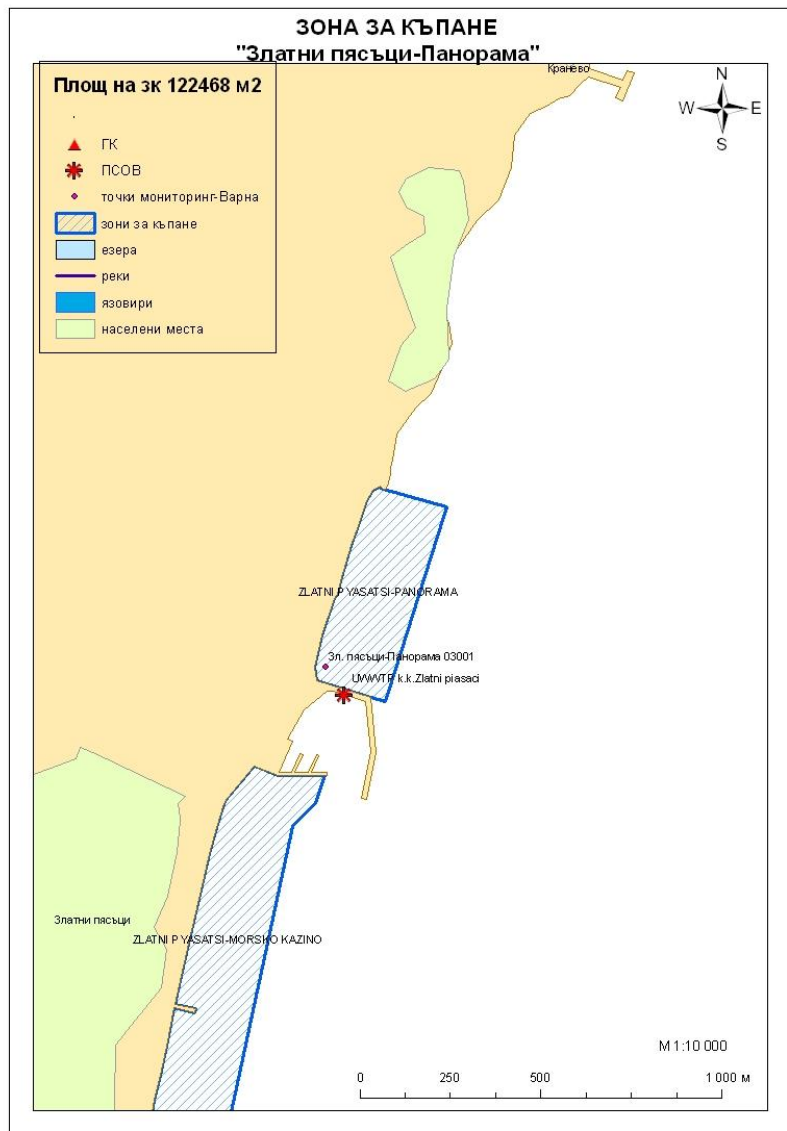 ЗОНА ЗА КЪПАНЕ
"Златни пясъци-Панорама"
Кранево
Площ на зк 122468 м2
N
W E
S
ГК
ПСОВ
точки мониторинг-Варна
зони за къпане
езера
реки
язовири
населени места
ZLATNI PYASATSI-PANORAMA
Зл. пясъци-Панорама 03001
UWWTP k.k.Zlatni piasaci
Златни пясъци
ZLATNI PYASATSI-MORSKO KAZINO
М 1:10 000
0 250 500 1 000 м